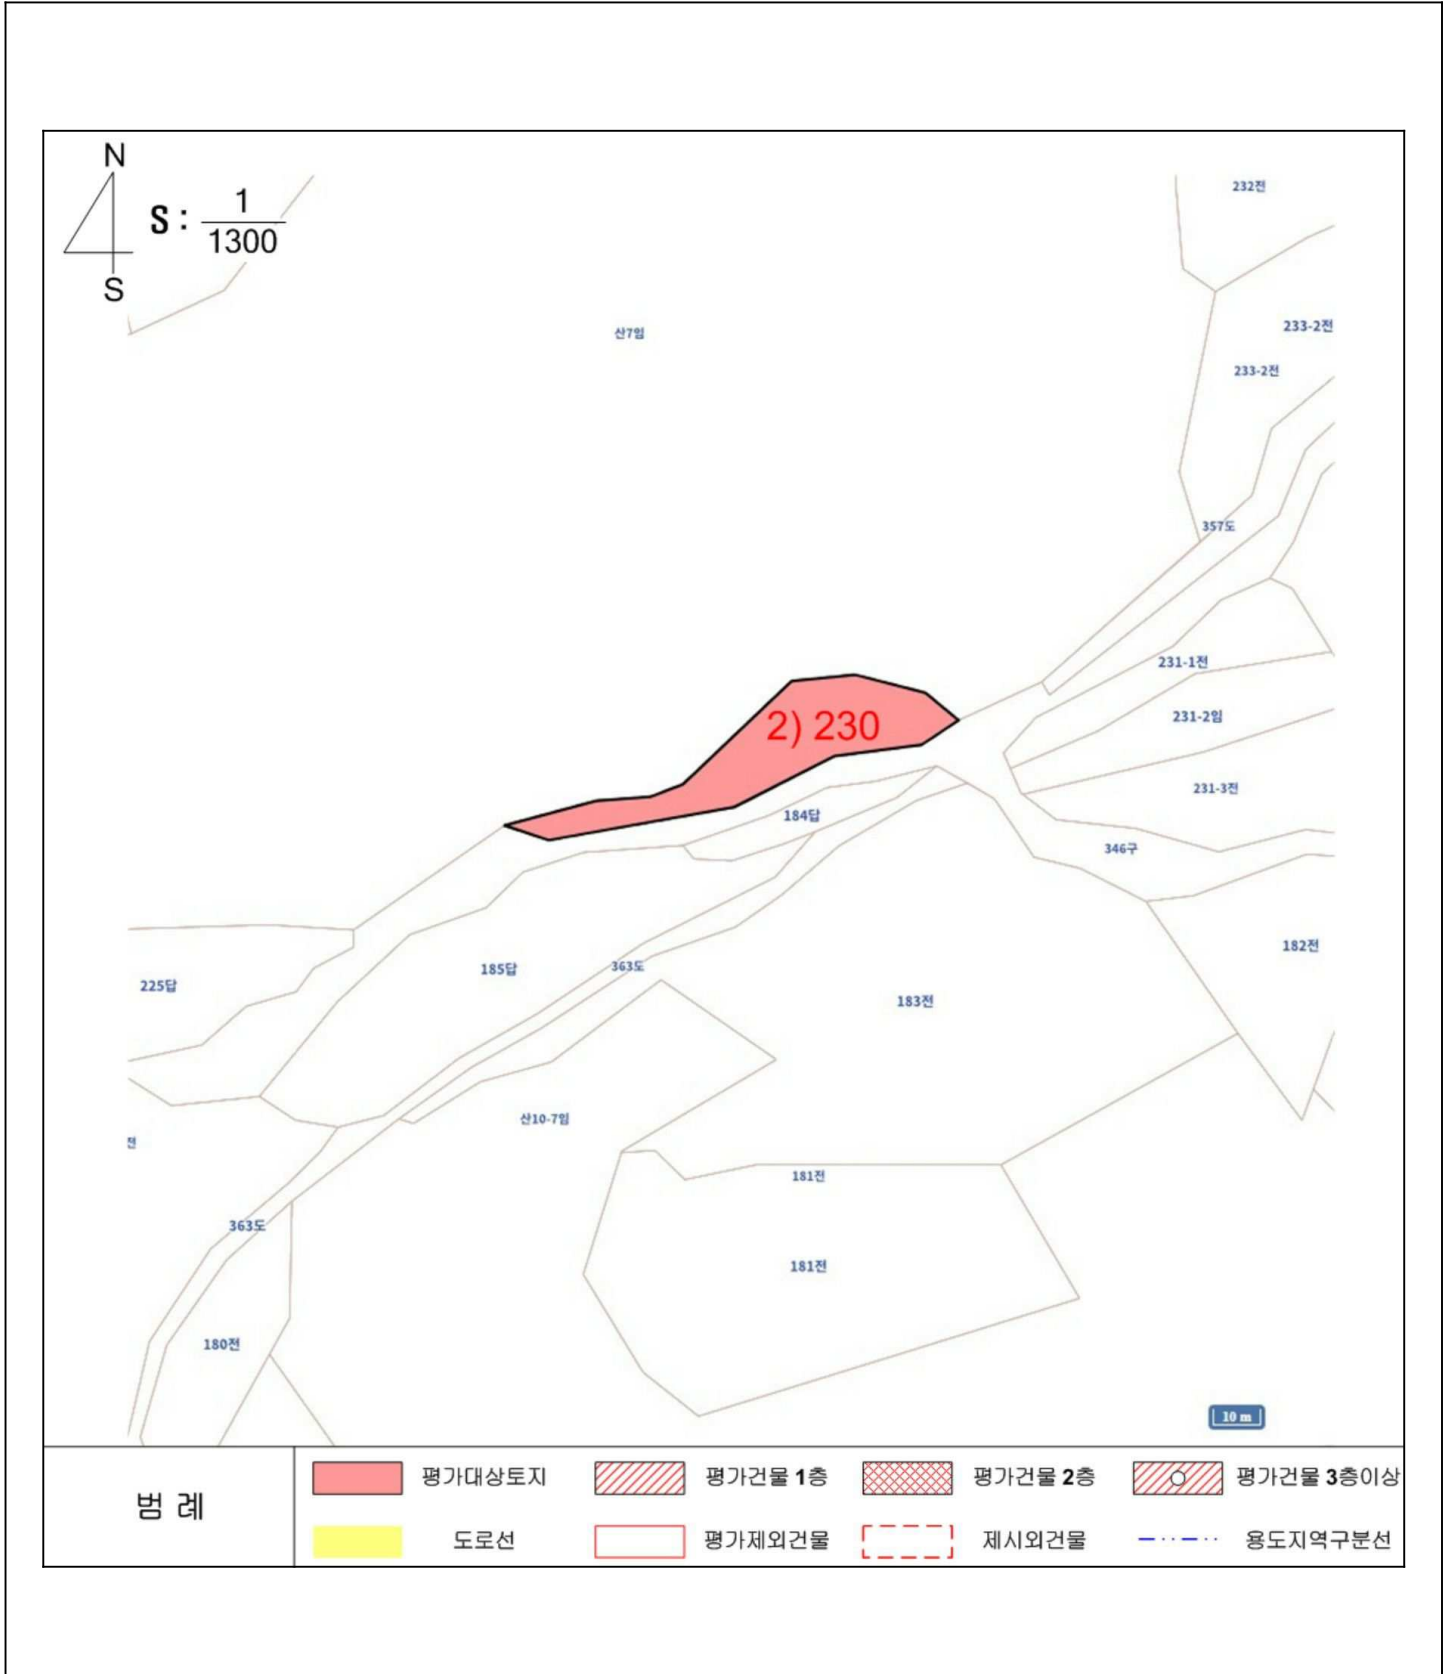 N
S : 1/1300
S
232전
산7임
233-2전
233-2전
357도
231-1전
2) 230
231-2임
231-3전
184답
346구
182전
185답
363도
225답
183전
산10-7임
전
181전
363도
181전
180전
10 m
범 례
평가대상토지
평가건물 1층
평가건물 2층
평가건물 3층이상
도로선
평가제외건물
제시외건물
용도지역구분선